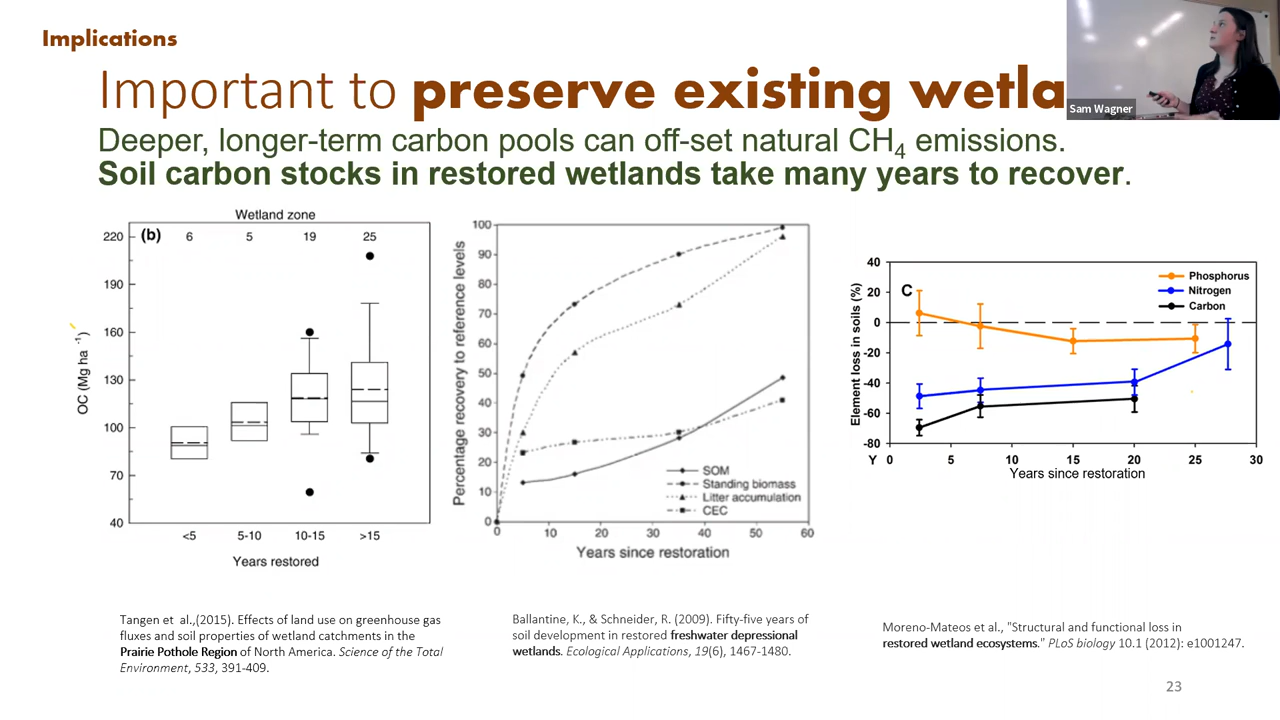 Implications
Important to preserve existing wetla
Sam Wagner
Deeper, longer-term carbon pools can off-set natural CH4 emissions.
Soil carbon stocks in restored wetlands take many years to recover.
Wetland zone
(b) 6 5 19 25
220
190
160
130
100
70
40
OC (Mg ha -1)
<5 5-10 10-15 >15
Years restored
100
90
80
70
60
50
40
30
20
10
0
Percentage recovery to reference levels
SOM
Standing biomass
Litter accumulation
CEC
0 10 20 30 40 50 60
Years since restoration
40
20
0
-20
-40
-60
-80
Element loss in soils (%)
C
Phosphorus
Nitrogen
Carbon
Y 0 5 10 15 20 25 30
Years since restoration
Tangen et al.,(2015). Effects of land use on greenhouse gas
fluxes and soil properties of wetland catchments in the
Prairie Pothole Region of North America. Science of the Total
Environment, 533, 391-409.
Ballantine, K., & Schneider, R. (2009). Fifty-five years of
soil development in restored freshwater depressional
wetlands. Ecological Applications, 19(6), 1467-1480.
Moreno-Mateos et al., "Structural and functional loss in
restored wetland ecosystems." PLoS biology 10.1 (2012): e1001247.
23